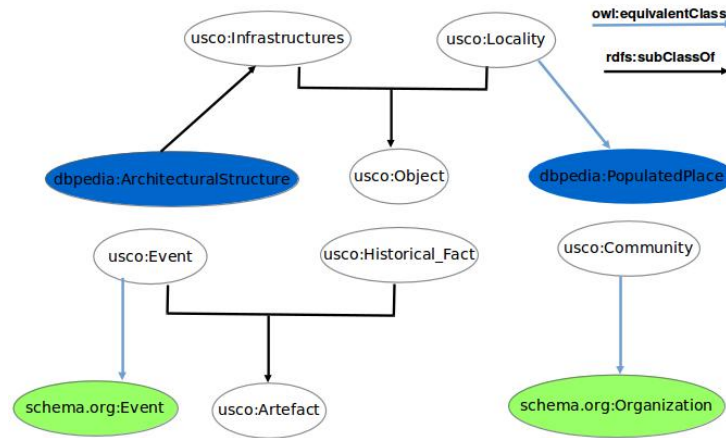 owl:equivalentClass
usco:Infrastructures
usco:Locality
rdfs:subClassOf
dbpedia:ArchitecturalStructure
usco:Object
dbpedia:PopulatedPlace
usco:Event
usco:Historical_Fact
usco:Community
schema.org:Event
usco:Artefact
schema.org:Organization